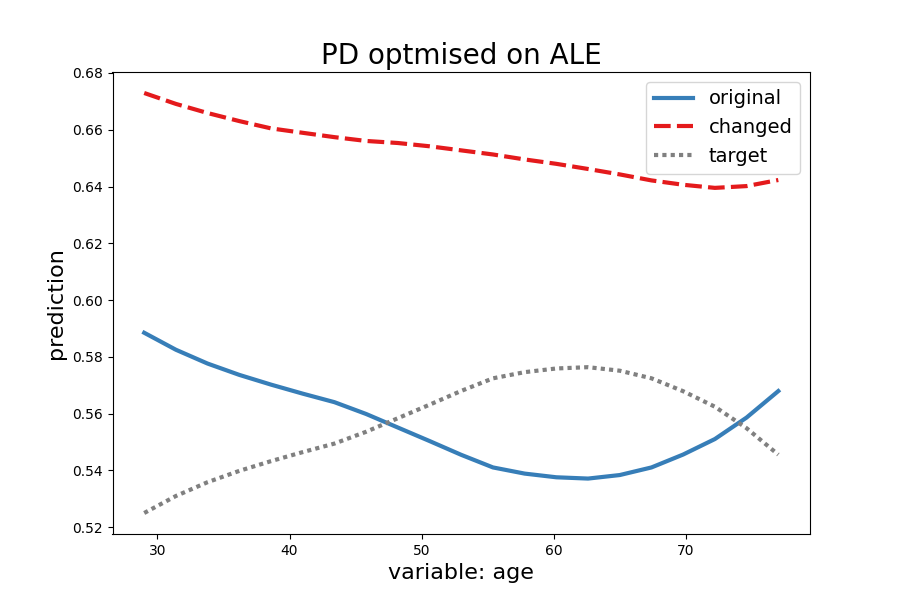 PD optmised on ALE
original
changed
target
prediction
0.68
0.66
0.64
0.62
0.60
0.58
0.56
0.54
0.52
30 40 50 60 70
variable: age